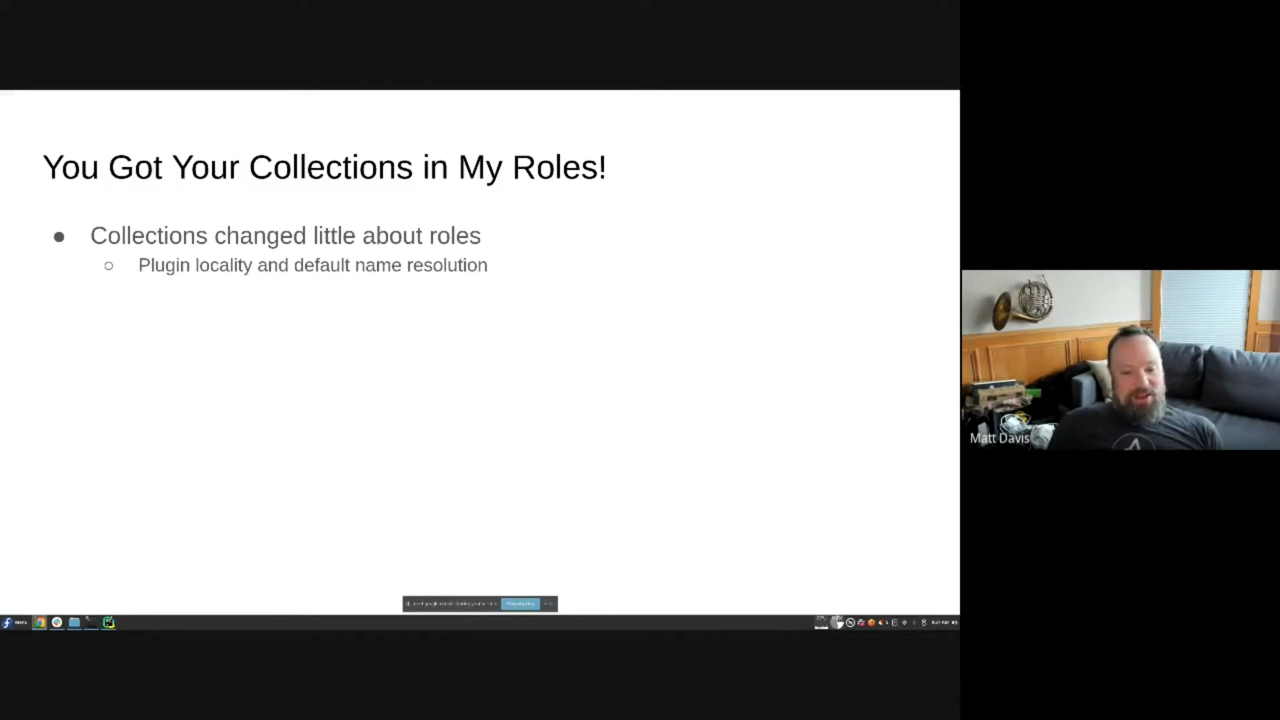 You Got Your Collections in My Roles!
● Collections changed little about roles
○ Plugin locality and default name resolution
Matt Davis